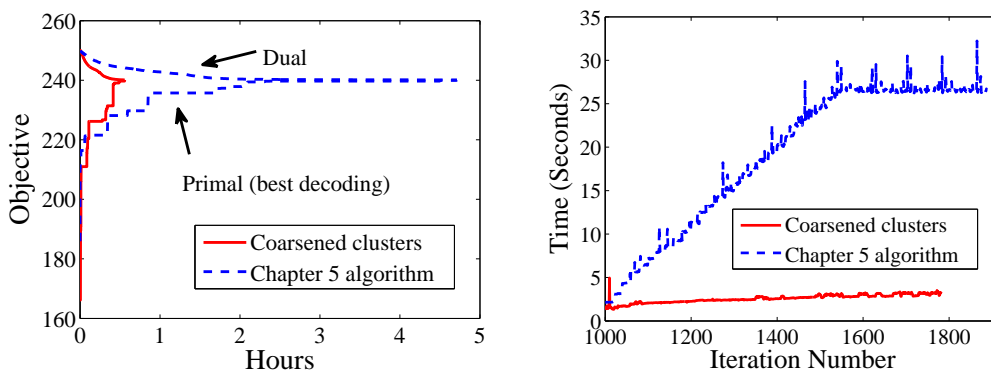 260
240
220
200
180
160
Objective
0
1
2
3
4
5
Hours
Dual
Primal (best decoding)
Coarsened clusters
Chapter 5 algorithm
35
30
25
20
15
10
5
0
Time (Seconds)
1000
1200
1400
1600
1800
Iteration Number
Coarsened clusters
Chapter 5 algorithm